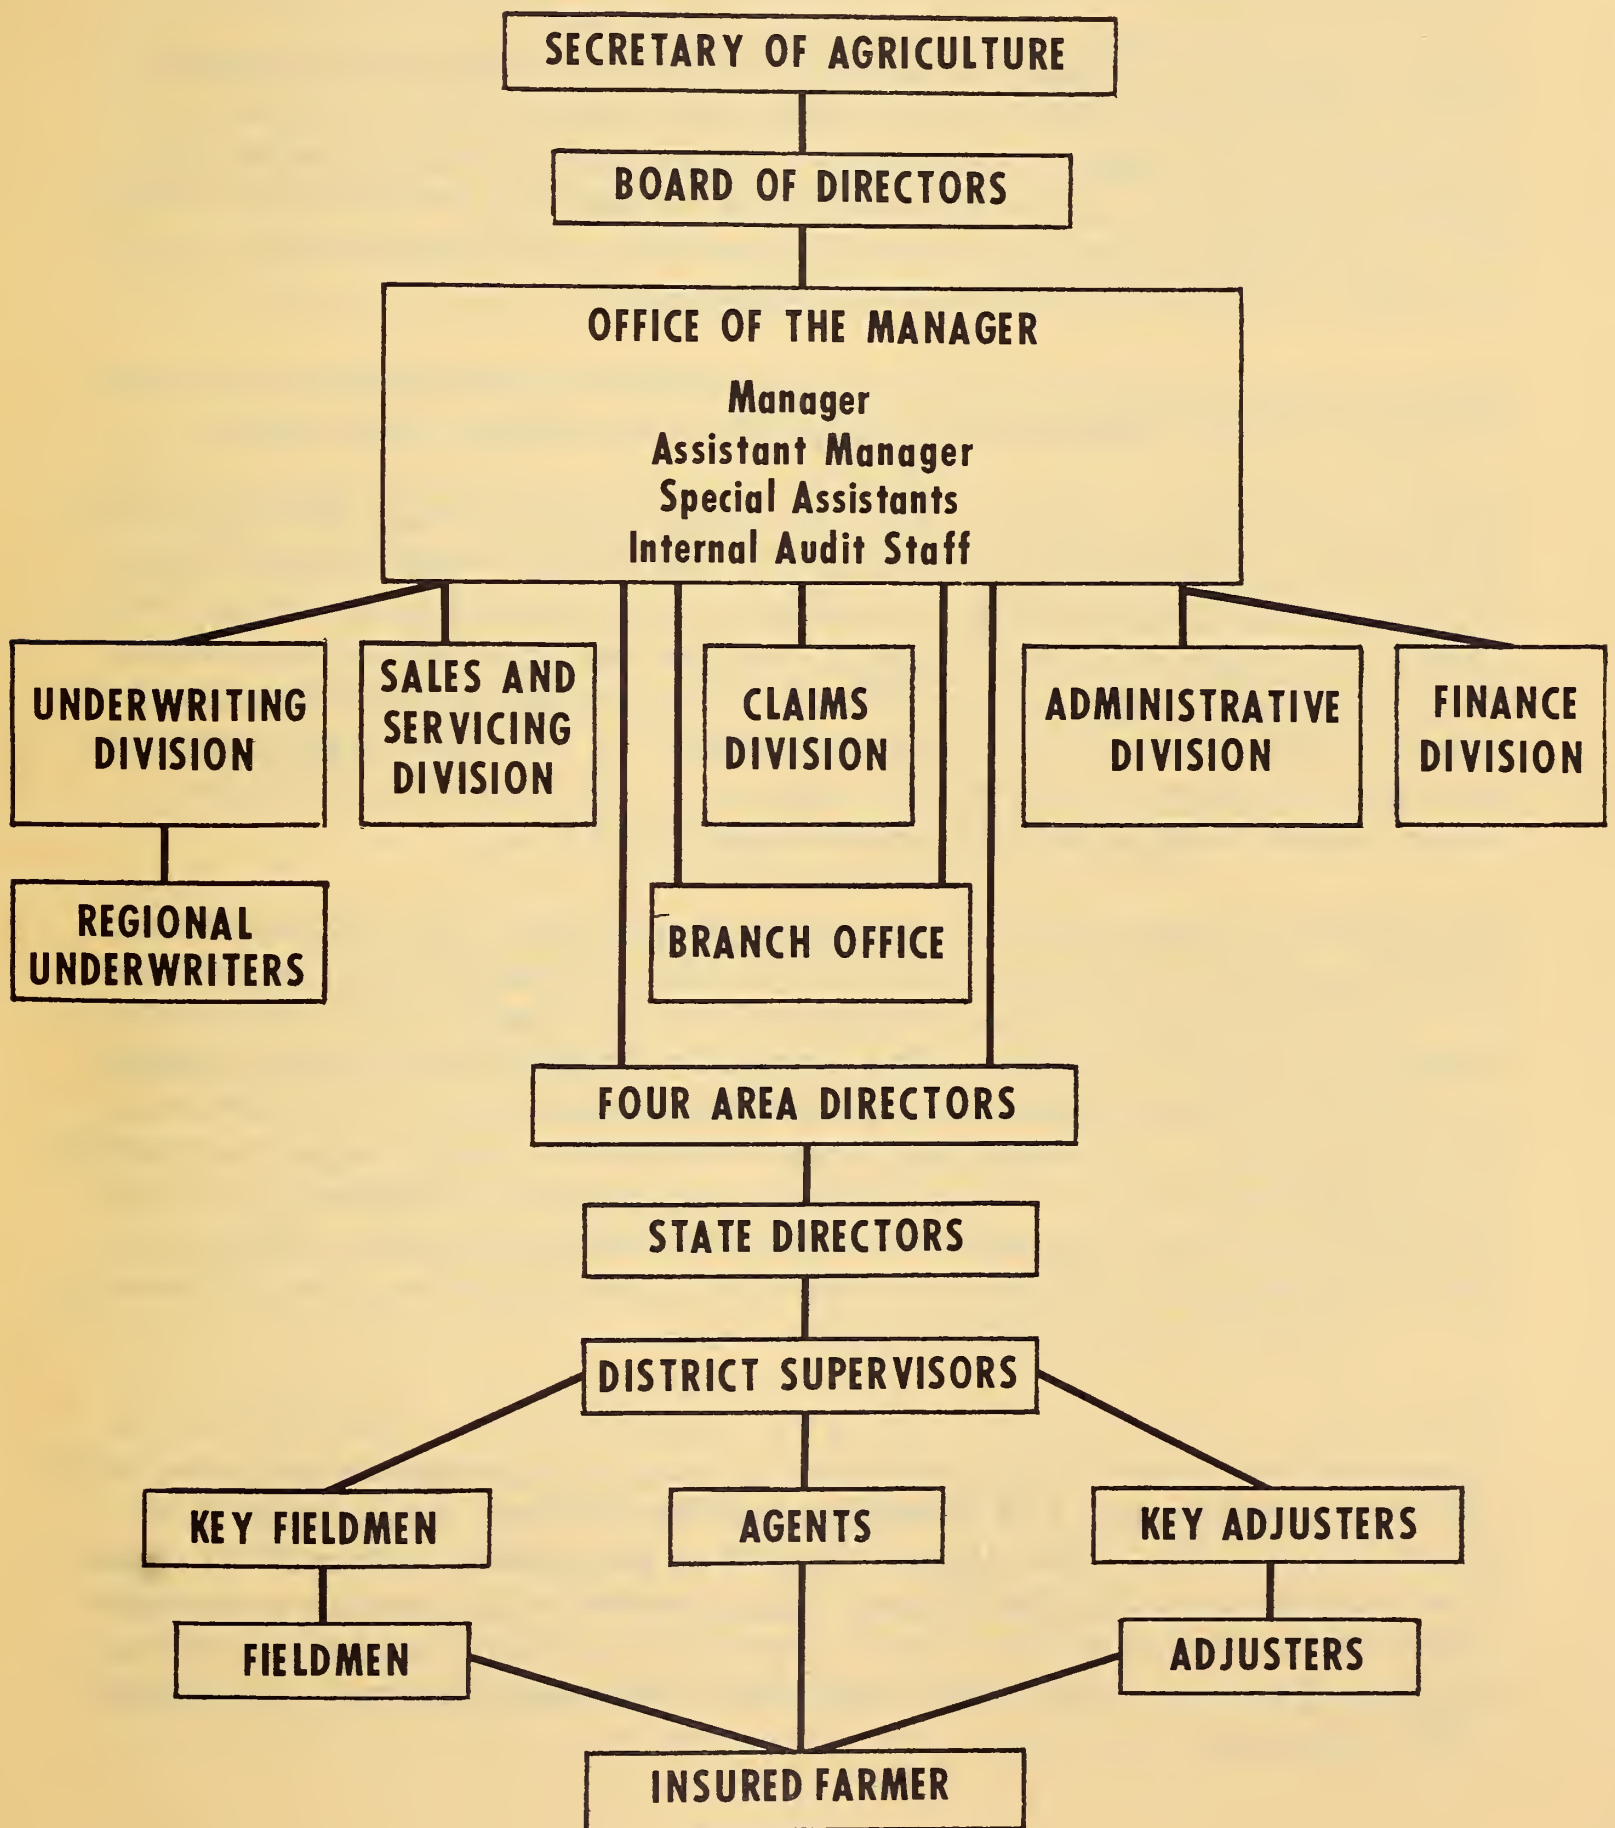 SECRETARY OF AGRICULTURE
BOARD OF DIRECTORS
OFFICE OF THE MANAGER
Manager
Assistant Manager
Special Assistants
Internal Audit Staff
UNDERWRITING
DIVISION
SALES AND
SERVICING
DIVISION
CLAIMS
DIVISION
ADMINISTRATIVE
DIVISION
FINANCE
DIVISION
REGIONAL
UNDERWRITERS
BRANCH OFFICE
FOUR AREA DIRECTORS
STATE DIRECTORS
DISTRICT SUPERVISORS
KEY FIELDMEN
AGENTS
KEY ADJUSTERS
FIELDMEN
ADJUSTERS
INSURED FARMER